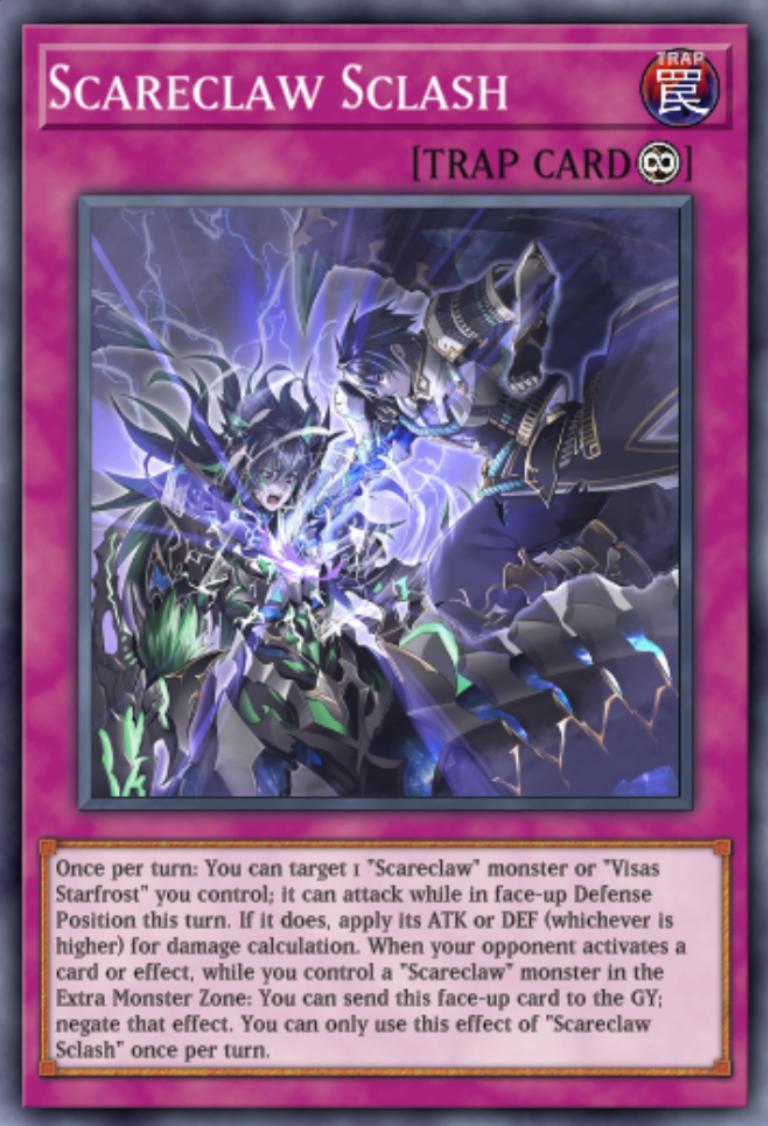 Scareclaw Sclash
TRAP
罠
[TRAP CARD]
Once per turn: You can target 1 "Scareclaw" monster or "Visas
Starfrost" you control; it can attack while in face-up Defense
Position this turn. If it does, apply its ATK or DEF (whichever is
higher) for damage calculation. When your opponent activates a
card or effect, while you control a "Scareclaw" monster in the
Extra Monster Zone: You can send this face-up card to the GY;
negate that effect. You can only use this effect of "Scareclaw
Sclash" once per turn.